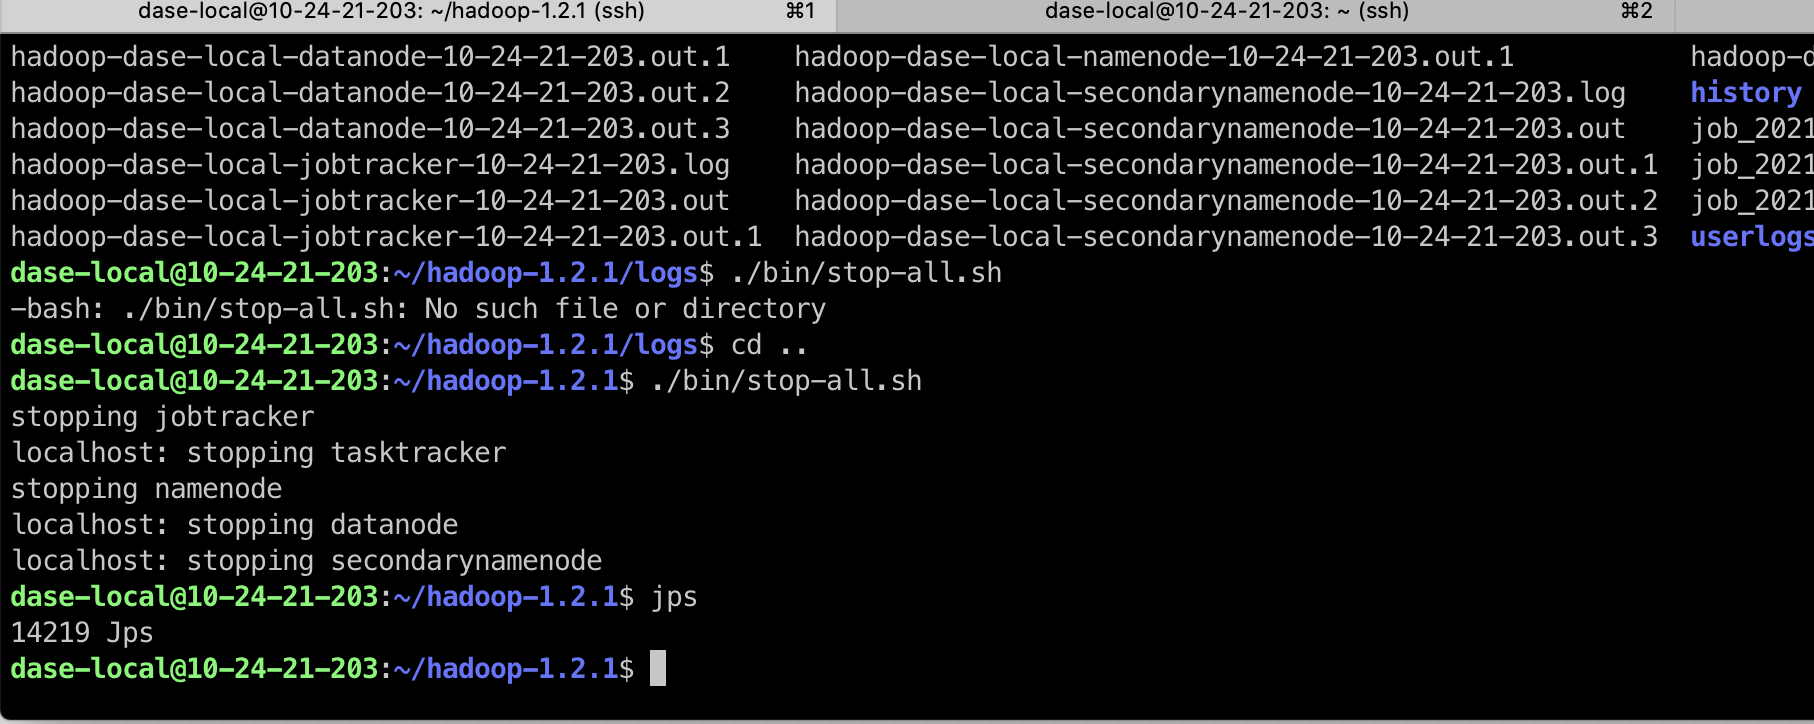 dase-local@10-24-21-203: ~/hadoop-1.2.1 (ssh) ⌘1 dase-local@10-24-21-203: ~ (ssh) ⌘2
hadoop-dase-local-datanode-10-24-21-203.out.1 hadoop-dase-local-namenode-10-24-21-203.out.1 hadoop-d
hadoop-dase-local-datanode-10-24-21-203.out.2 hadoop-dase-local-secondarynamenode-10-24-21-203.log history
hadoop-dase-local-datanode-10-24-21-203.out.3 hadoop-dase-local-secondarynamenode-10-24-21-203.out job_2021
hadoop-dase-local-jobtracker-10-24-21-203.log hadoop-dase-local-secondarynamenode-10-24-21-203.out.1 job_2021
hadoop-dase-local-jobtracker-10-24-21-203.out hadoop-dase-local-secondarynamenode-10-24-21-203.out.2 job_2021
hadoop-dase-local-jobtracker-10-24-21-203.out.1 hadoop-dase-local-secondarynamenode-10-24-21-203.out.3 userlogs
dase-local@10-24-21-203:~/hadoop-1.2.1/logs$ ./bin/stop-all.sh
-bash: ./bin/stop-all.sh: No such file or directory
dase-local@10-24-21-203:~/hadoop-1.2.1/logs$ cd ..
dase-local@10-24-21-203:~/hadoop-1.2.1$ ./bin/stop-all.sh
stopping jobtracker
localhost: stopping tasktracker
stopping namenode
localhost: stopping datanode
localhost: stopping secondarynamenode
dase-local@10-24-21-203:~/hadoop-1.2.1$ jps
14219 Jps
dase-local@10-24-21-203:~/hadoop-1.2.1$